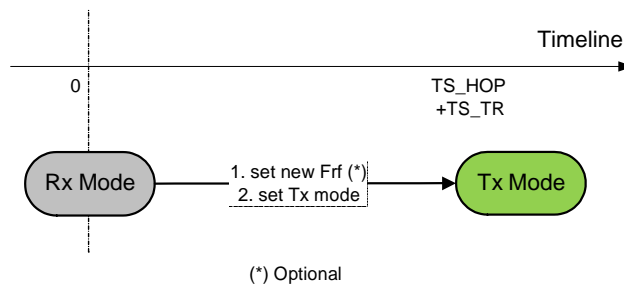 Timeline
0
TS_HOP
+TS_TR
Rx Mode
1. set new Frf (*)
2. set Tx mode
Tx Mode
(*) Optional